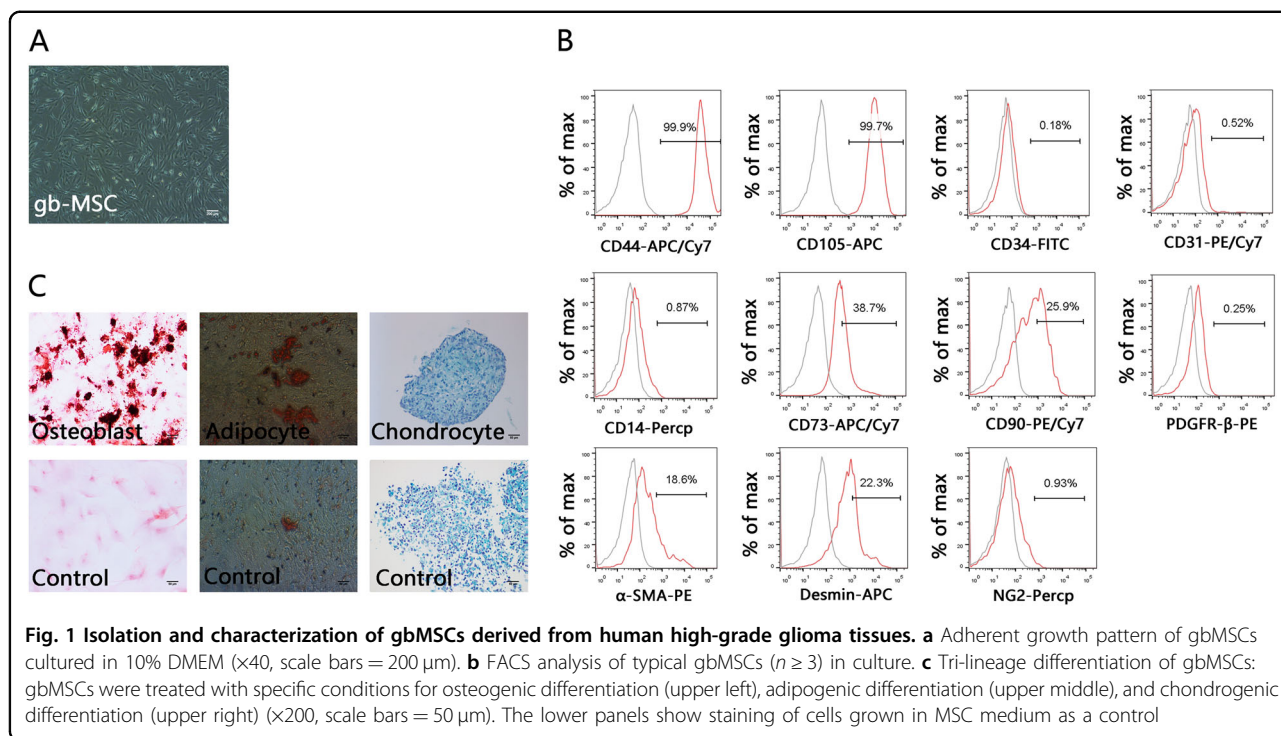 A
gb-MSC
B
% of max
99.9%
CD44-APC/Cy7
% of max
99.7%
CD105-APC
% of max
0.18%
CD34-FITC
% of max
0.52%
CD31-PE/Cy7
% of max
0.87%
CD14-Percp
% of max
38.7%
CD73-APC/Cy7
% of max
25.9%
CD90-PE/Cy7
% of max
0.25%
PDGFR-β-PE
% of max
18.6%
α-SMA-PE
% of max
22.3%
Desmin-APC
% of max
0.93%
NG2-Percp
C
Osteoblast
Adipocyte
Chondrocyte
Control
Control
Control
Fig. 1 Isolation and characterization of gbMSCs derived from human high-grade glioma tissues. a Adherent growth pattern of gbMSCs
cultured in 10% DMEM (×40, scale bars = 200 μm). b FACS analysis of typical gbMSCs (n ≥ 3) in culture. c Tri-lineage differentiation of gbMSCs:
gbMSCs were treated with specific conditions for osteogenic differentiation (upper left), adipogenic differentiation (upper middle), and chondrogenic
differentiation (upper right) (×200, scale bars = 50 μm). The lower panels show staining of cells grown in MSC medium as a control